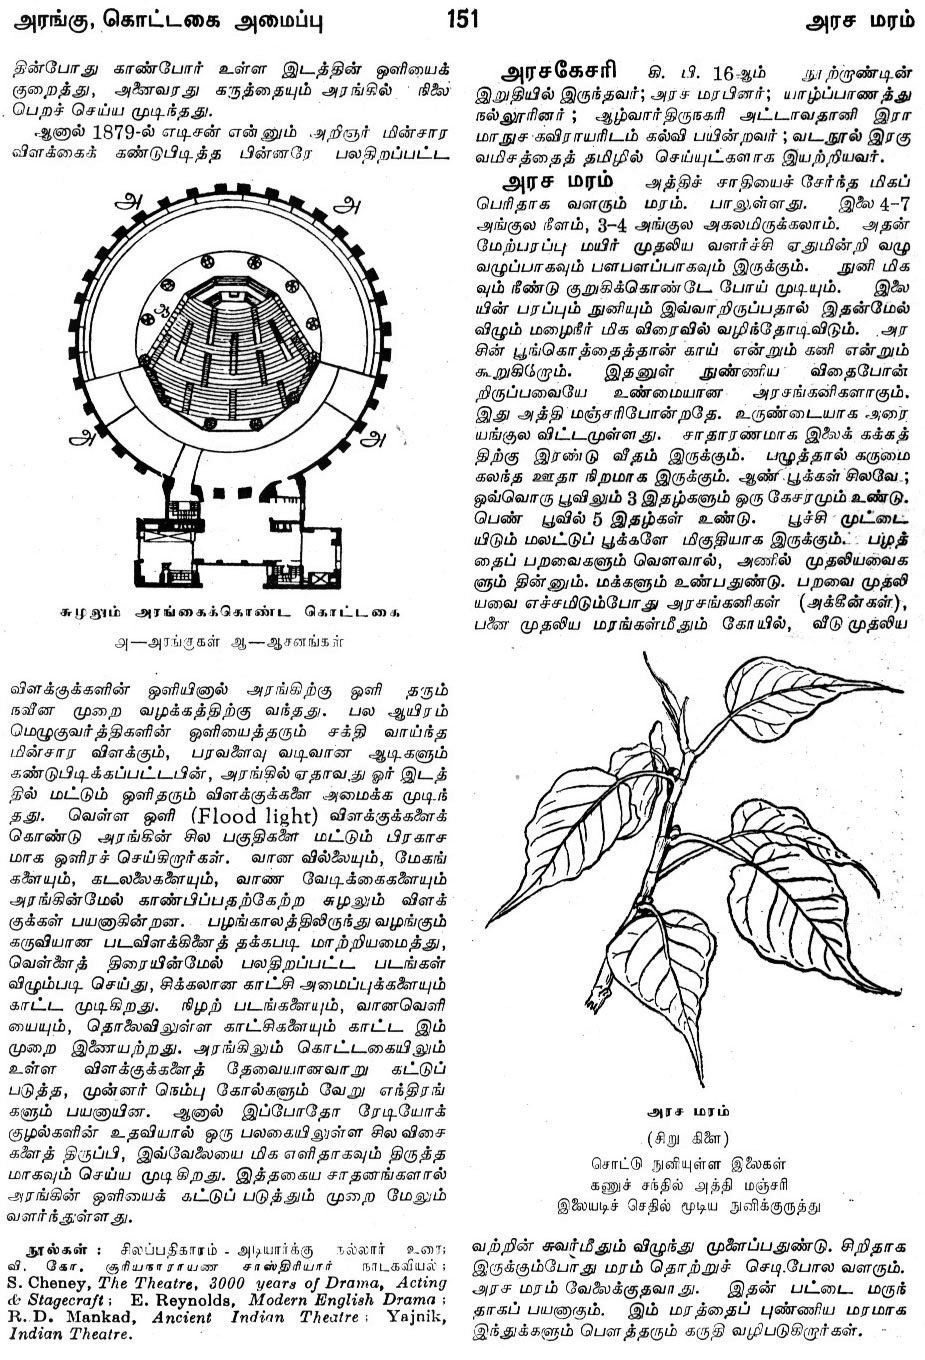 அரங்கு, கொட்டகை அமைப்பு
151
அரச மரம்
தின்போது காண்போர் உள்ள இடத்தின் ஒளியைக்
குறைத்து, அனைவரது கருத்தையும் அரங்கில் நிலை
பெறச் செய்ய முடிந்தது.
ஆனால் 1879-ல் எடிசன் என்னும் அறிஞர் மின்சார
விளக்கைக் கண்டுபிடித்த பின்னரே பலதிறப்பட்ட
அ
அ
ஆ
அ
அ
சுழலும் அரங்கைக்கொண்ட கொட்டகை
அ—அரங்குகள் ஆ—ஆசனங்கள்
விளக்குக்களின் ஒளியினால் அரங்கிற்கு ஒளி தரும்
நவீன முறை வழக்கத்திற்கு வந்தது. பல ஆயிரம்
மெழுகுவர்த்திகளின் ஒளியைத்தரும் சக்தி வாய்ந்த
மின்சார விளக்கும், பரவளைவு வடிவான ஆடிகளும்
கண்டுபிடிக்கப்பட்டபின், அரங்கில் ஏதாவது ஓர் இடத்
தில் மட்டும் ஒளிதரும் விளக்குக்களை அமைக்க முடிந்
தது. வெள்ள ஒளி (Flood light) விளக்குக்களைக்
கொண்டு அரங்கின் சில பகுதிகளை மட்டும் பிரகாச
மாக ஒளிரச் செய்கிறார்கள். வான வில்லையும், மேகங்
களையும், கடலலைகளையும், வாண வேடிக்கைகளையும்
அரங்கின்மேல் காண்பிப்பதற்கேற்ற சுழலும் விளக்
குக்கள் பயனாகின்றன. பழங்காலத்திலிருந்து வழங்கும்
கருவியான படவிளக்கினைத் தக்கபடி மாற்றியமைத்து,
வெள்ளைத் திரையின்மேல் பலதிறப்பட்ட படங்கள்
விழும்படி செய்து, சிக்கலான காட்சி அமைப்புக்களையும்
காட்ட முடிகிறது. நிழற் படங்களையும், வானவெளி
யையும், தொலைவிலுள்ள காட்சிகளையும் காட்ட இம்
முறை இணையற்றது. அரங்கிலும் கொட்டகையிலும்
உள்ள விளக்குக்களைத் தேவையானவாறு கட்டுப்
படுத்த, முன்னர் நெம்பு கோல்களும் வேறு எந்திரங்
களும் பயனாயின. ஆனால் இப்போதோ ரேடியோக்
குழல்களின் உதவியால் ஒரு பலகையிலுள்ள சில விசை
களைத் திருப்பி, இவ்வேலையை மிக எளிதாகவும் திருத்த
மாகவும் செய்ய முடிகிறது. இத்தகைய சாதனங்களால்
அரங்கின் ஒளியைக் கட்டுப் படுத்தும் முறை மேலும்
வளர்ந்துள்ளது.
நூல்கள் : சிலப்பதிகாரம் - அடியார்க்கு நல்லார் உரை;
வி. கோ. சூரியநாராயண சாஸ்திரியார் நாடகவியல் ;
S. Cheney, The Theatre, 3000 years of Drama, Acting
& Stagecraft ; E. Reynolds, Modern English Drama ;
R. D. Mankad, Ancient Indian Theatre ; Yajnik,
Indian Theatre.
அரசகேசரி கி. பி. 16ஆம் நூற்றாண்டின்
இறுதியில் இருந்தவர்; அரச மரபினர்; யாழ்ப்பாணத்து
நல்லூரினர் ; ஆழ்வார்திருநகரி அட்டாவதானி இரா
மாநுச கவிராயரிடம் கல்வி பயின்றவர் ; வட நூல் இரகு
வமிசத்தைத் தமிழில் செய்யுட்களாக இயற்றியவர்.
அரச மரம் அத்திச் சாதியைச் சேர்ந்த மிகப்
பெரிதாக வளரும் மரம். பாலுள்ளது. இலை 4-7
அங்குல நீளம், 3-4 அங்குல அகலமிருக்கலாம். அதன்
மேற்பரப்பு மயிர் முதலிய வளர்ச்சி ஏதுமின்றி வழு
வழுப்பாகவும் பளபளப்பாகவும் இருக்கும். நுனி மிக
வும் நீண்டு குறுகிக்கொண்டே போய் முடியும். இலை
யின் பரப்பும் நுனியும் இவ்வாறிருப்பதால் இதன்மேல்
விழும் மழைநீர் மிக விரைவில் வழிந்தோடிவிடும். அர
சின் பூங்கொத்தைத்தான் காய் என்றும் கனி என்றும்
கூறுகிறோம். இதனுள் நுண்ணிய விதைபோன்
றிருப்பவையே உண்மையான அரசங்கனிகளாகும்.
இது அத்தி மஞ்சரிபோன்றதே. உருண்டையாக அரை
யங்குல விட்டமுள்ளது. சாதாரணமாக இலைக் கக்கத்
திற்கு இரண்டு வீதம் இருக்கும். பழுத்தால் கருமை
கலந்த ஊதா நிறமாக இருக்கும். ஆண் பூக்கள் சிலவே ;
ஒவ்வொரு பூவிலும் 3 இதழ்களும் ஒரு கேசரமும் உண்டு.
பெண் பூவில் 5 இதழ்கள் உண்டு. பூச்சி முட்டை
யிடும் மலட்டுப் பூக்களே மிகுதியாக இருக்கும். பழத்
தைப் பறவைகளும் வௌவால், அணில் முதலியவைக
ளும் தின்னும். மக்களும் உண்பதுண்டு. பறவை முதலி
யவை எச்சமிடும்போது அரசங்கனிகள் (அக்கீன்கள்),
பனை முதலிய மரங்கள்மீதும் கோயில், வீடு முதலிய
அரச மரம்
(சிறு கிளை)
சொட்டு நுனியுள்ள இலைகள்
கணுச் சந்தில் அத்தி மஞ்சரி
இலையடிச் செதில் மூடிய நுனிக்குருத்து
வற்றின் சுவர்மீதும் விழுந்து முளைப்பதுண்டு. சிறிதாக
இருக்கும்போது மரம் தொற்றுச் செடிபோல வளரும்.
அரச மரம் வேலைக்குதவாது. இதன் பட்டை மருந்
தாகப் பயனாகும். இம் மரத்தைப் புண்ணிய மரமாக
இந்துக்களும் பௌத்தரும் கருதி வழிபடுகிறார்கள்.